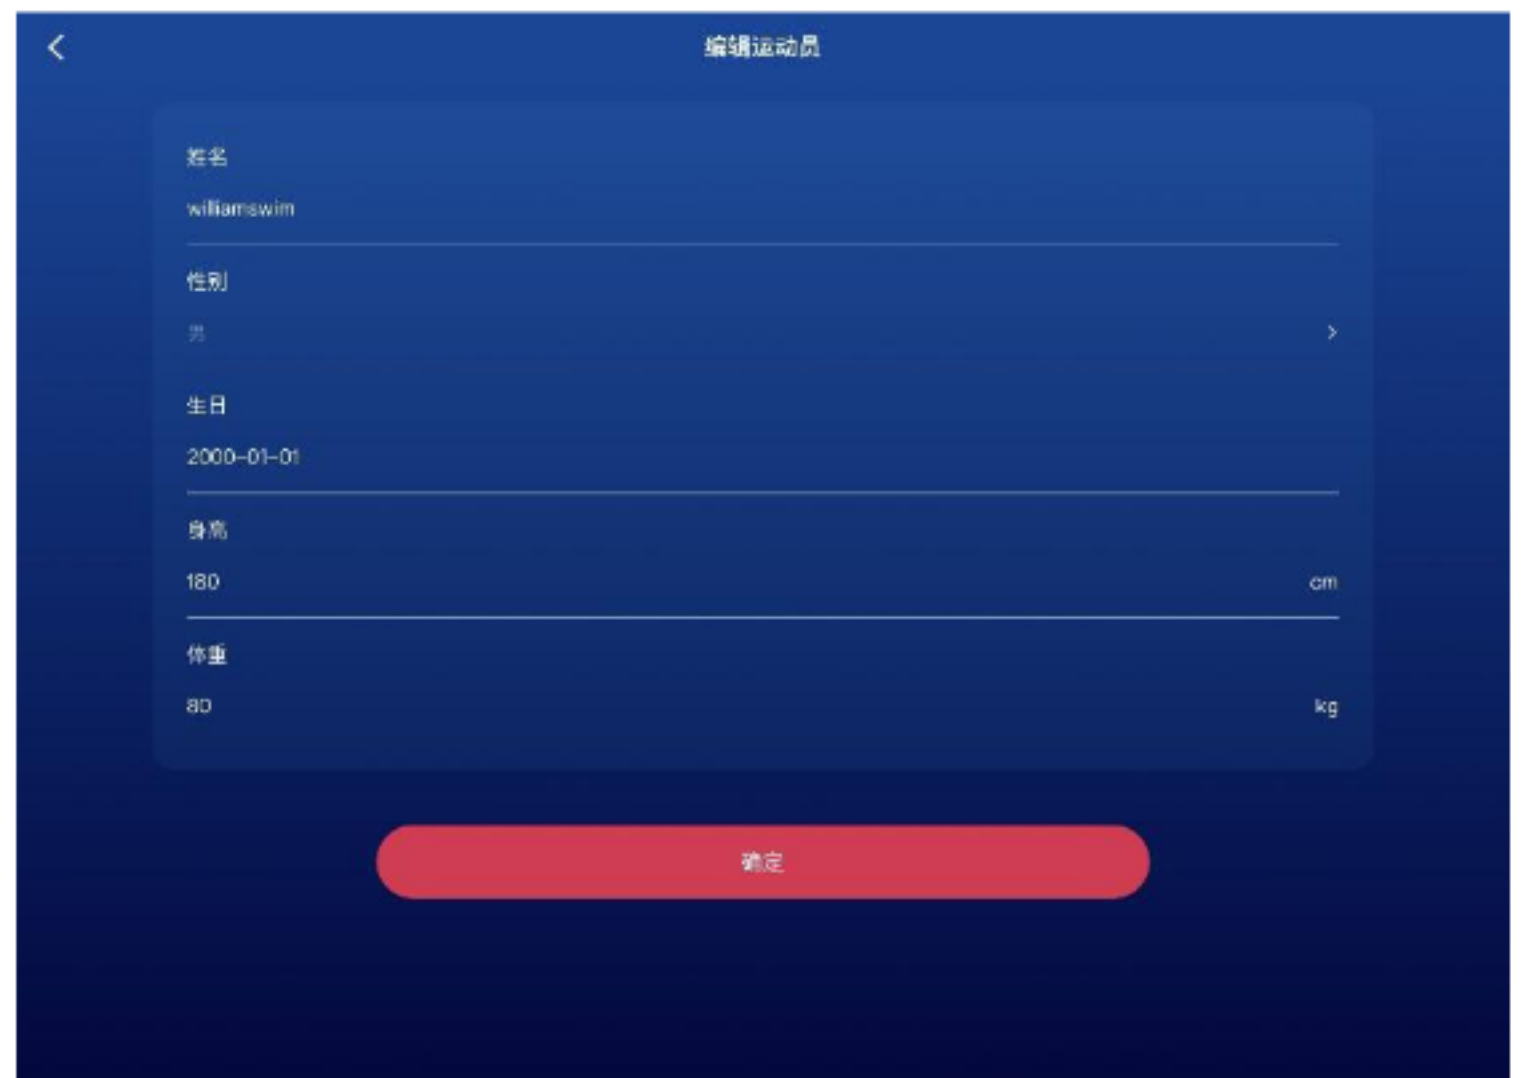 编辑运动员
姓名
williamswim
性别
男
生日
2000-01-01
身高
180 cm
体重
80 kg
确定